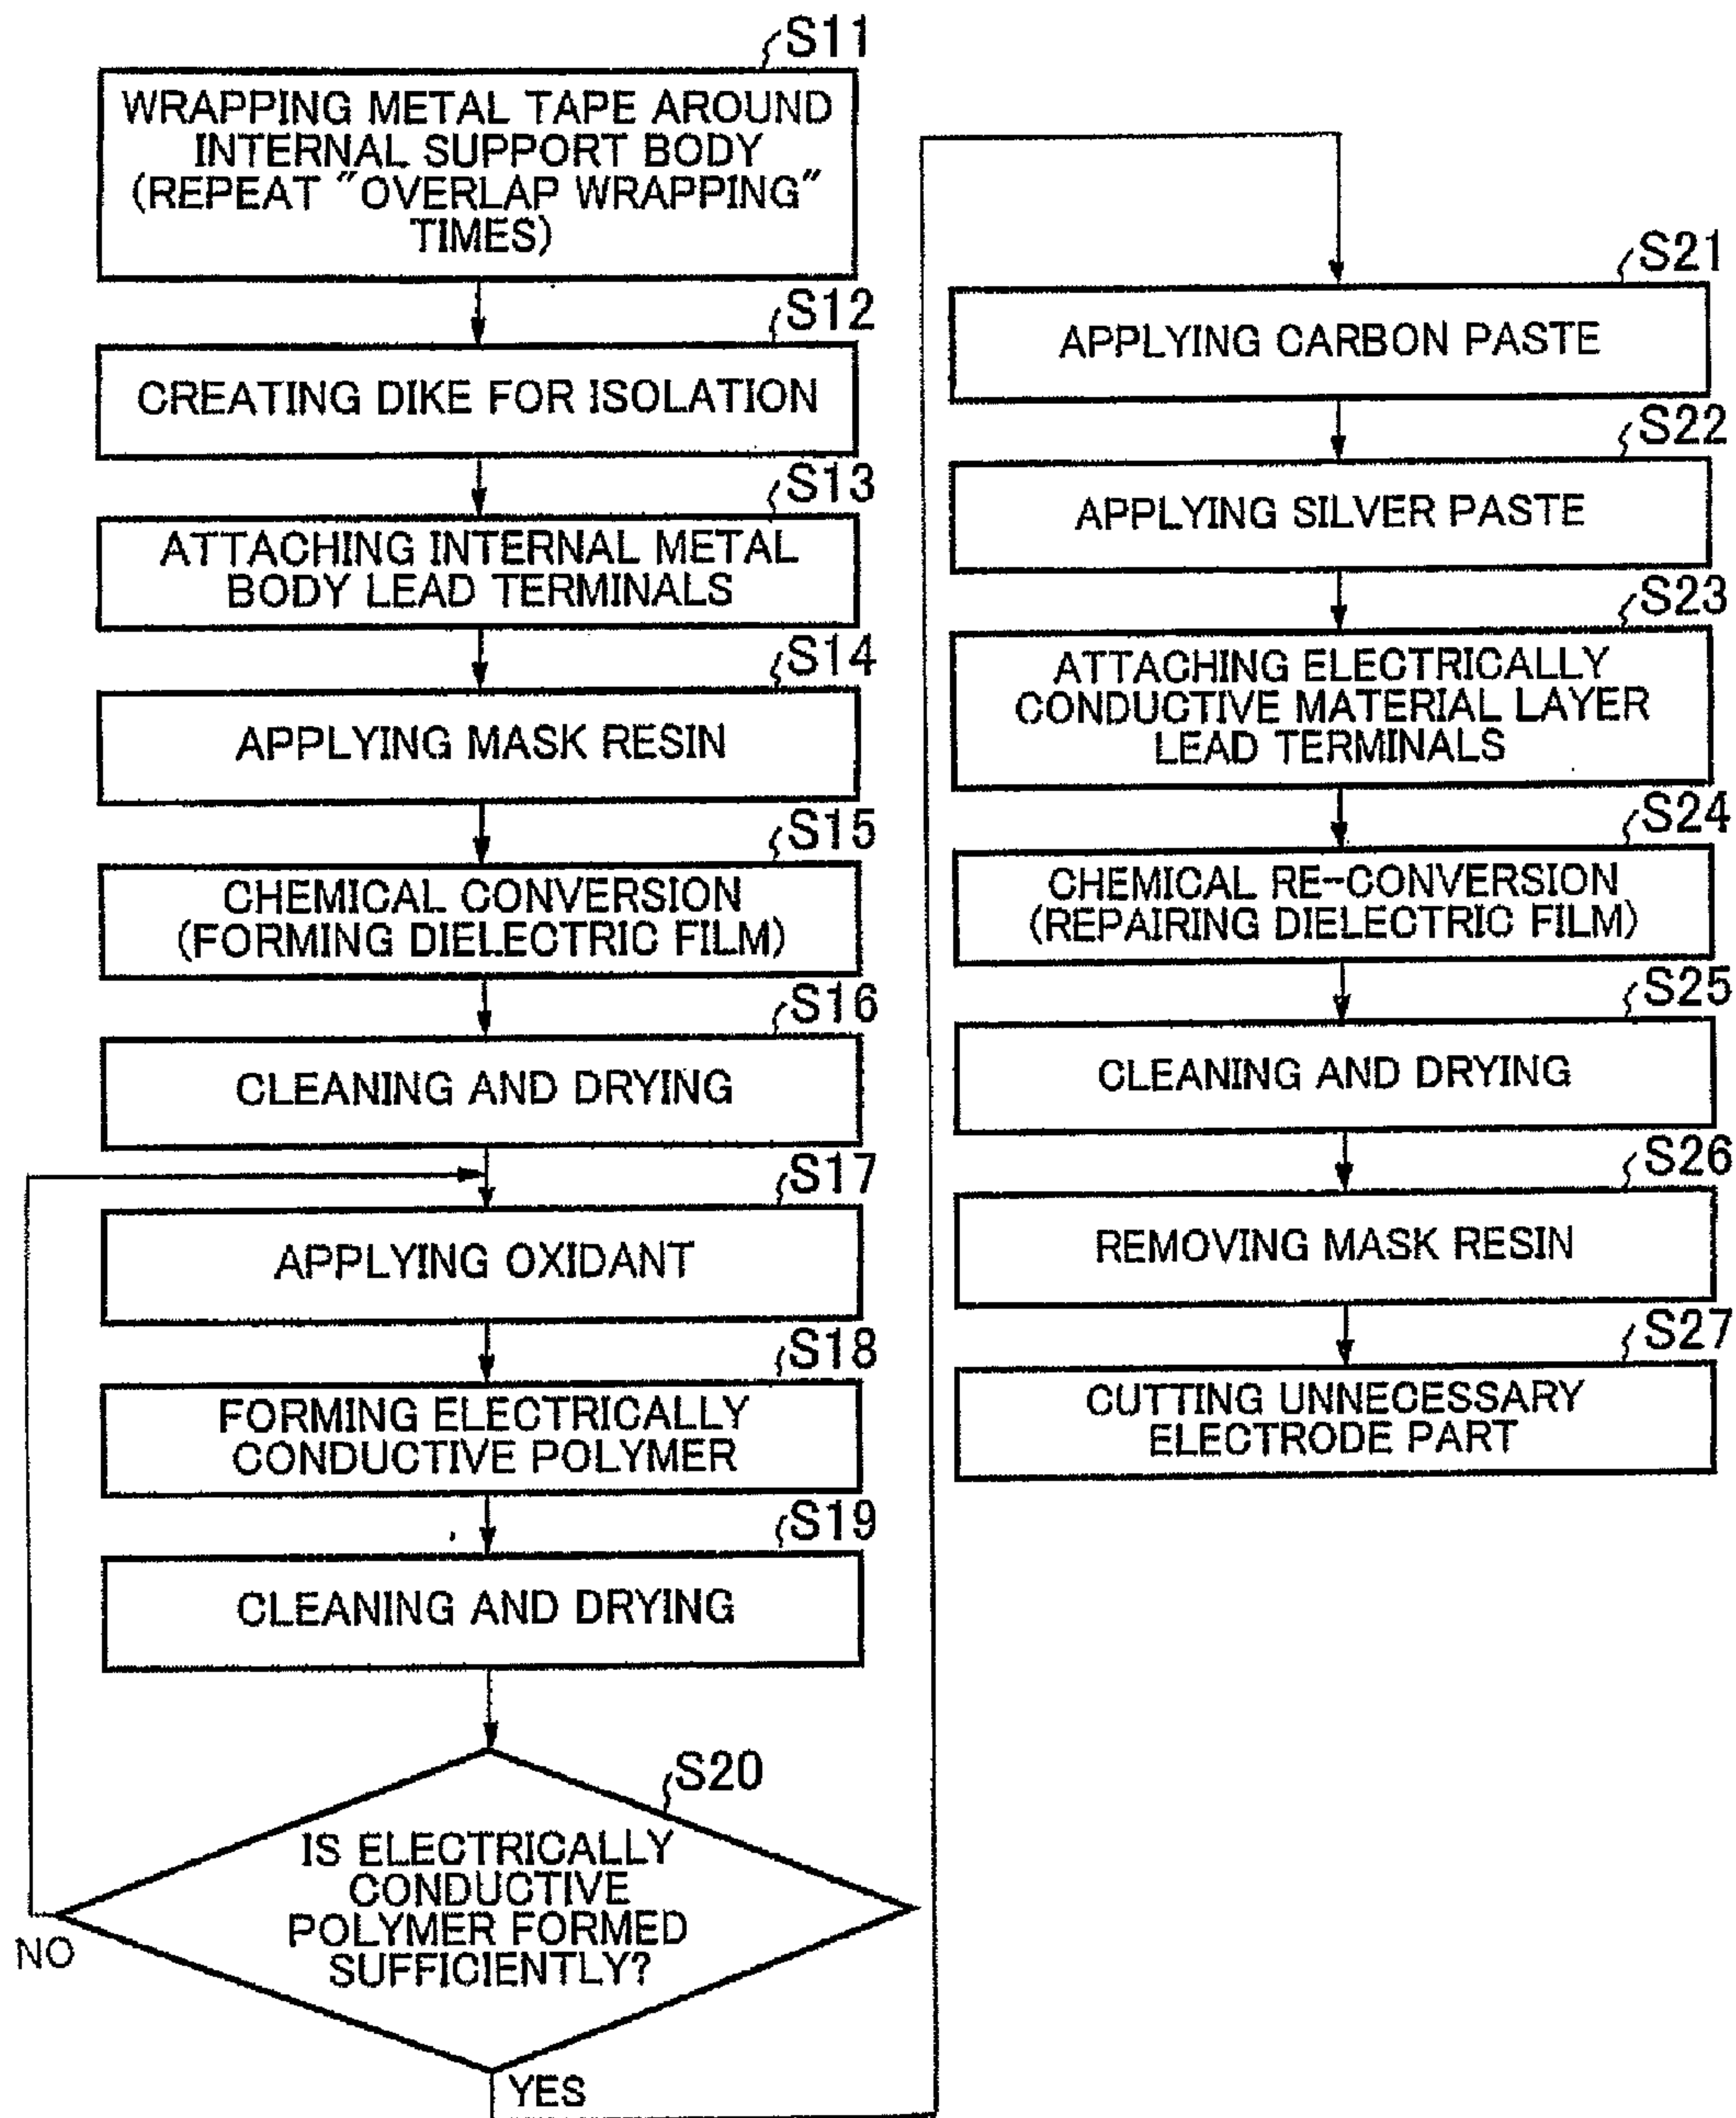 S11
WRAPPING METAL TAPE AROUND
INTERNAL SUPPORT BODY
(REPEAT "OVERLAP WRAPPING"
TIMES)
S12
CREATING DIKE FOR ISOLATION
S13
ATTACHING INTERNAL METAL
BODY LEAD TERMINALS
S14
APPLYING MASK RESIN
S15
CHEMICAL CONVERSION
(FORMING DIELECTRIC FILM)
S16
CLEANING AND DRYING
S17
APPLYING OXIDANT
S18
FORMING ELECTRICALLY
CONDUCTIVE POLYMER
S19
CLEANING AND DRYING
S20
IS ELECTRICALLY
CONDUCTIVE
POLYMER FORMED
SUFFICIENTLY?
NO
YES
S21
APPLYING CARBON PASTE
S22
APPLYING SILVER PASTE
S23
ATTACHING ELECTRICALLY
CONDUCTIVE MATERIAL LAYER
LEAD TERMINALS
S24
CHEMICAL RE-CONVERSION
(REPAIRING DIELECTRIC FILM)
S25
CLEANING AND DRYING
S26
REMOVING MASK RESIN
S27
CUTTING UNNECESSARY
ELECTRODE PART